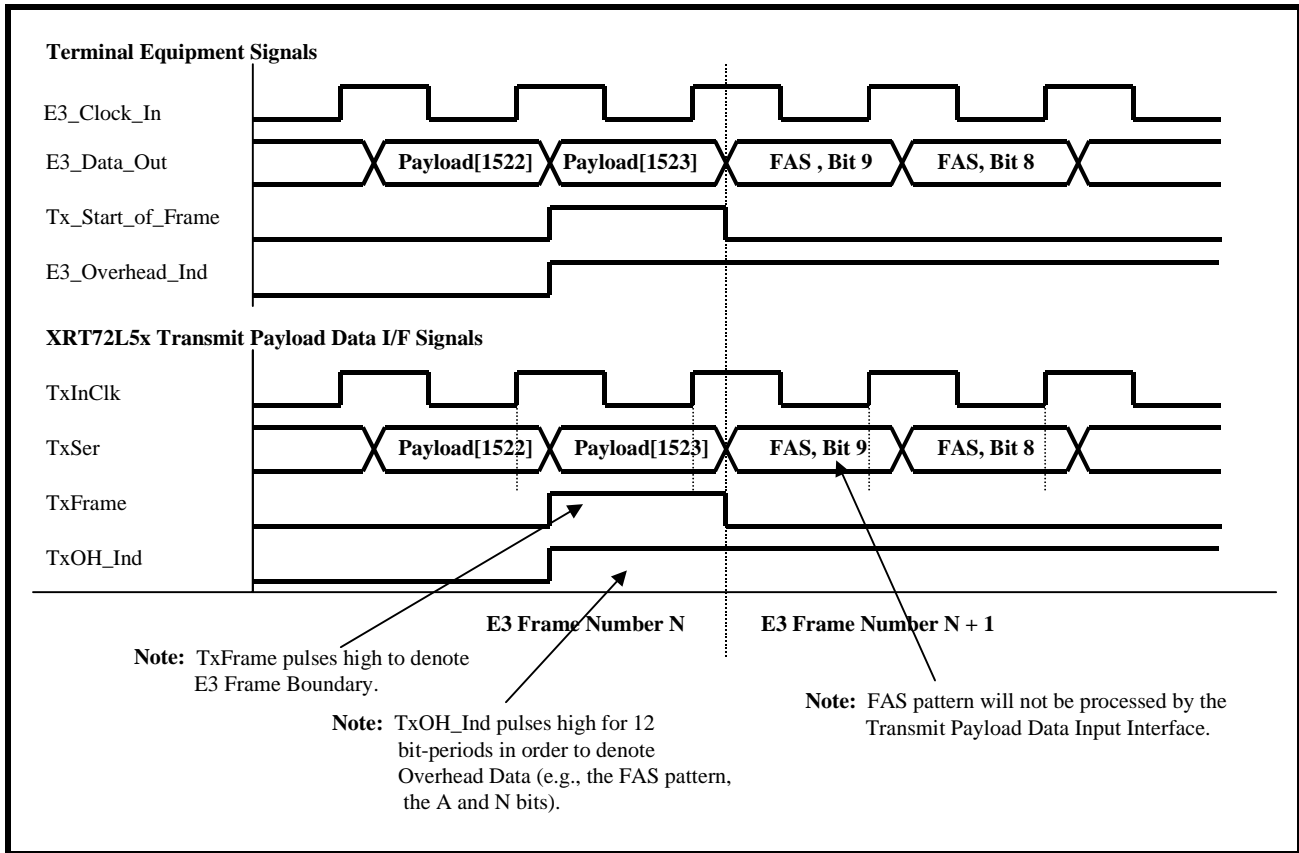 Terminal Equipment Signals
E3_Clock_In
E3_Data_Out
Payload[1522] Payload[1523] FAS , Bit 9 FAS, Bit 8
Tx_Start_of_Frame
E3_Overhead_Ind
XRT72L5x Transmit Payload Data I/F Signals
TxInClk
TxSer
Payload[1522] Payload[1523] FAS, Bit 9 FAS, Bit 8
TxFrame
TxOH_Ind
E3 Frame Number N E3 Frame Number N + 1
Note: TxFrame pulses high to denote
E3 Frame Boundary.
Note: TxOH_Ind pulses high for 12
bit-periods in order to denote
Overhead Data (e.g., the FAS pattern,
the A and N bits).
Note: FAS pattern will not be processed by the
Transmit Payload Data Input Interface.